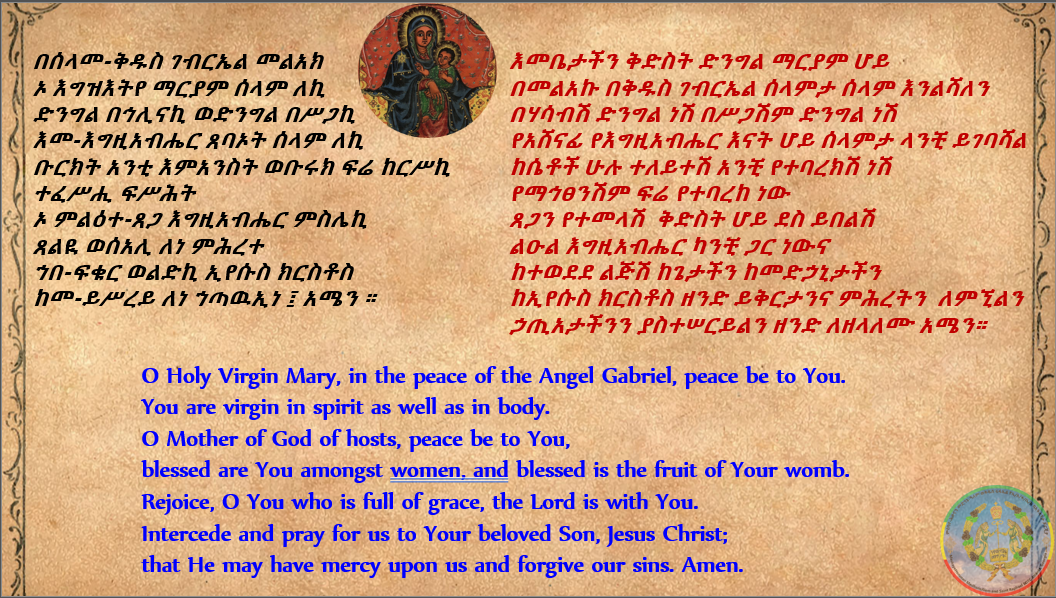 በሰላመ-ቅዱስ ገብርኤል መልአክ
ኦ እግዝእትየ ማርያም ሰላም ለኪ
ድንግል በኅሊናኪ ወድንግል በሥጋኪ
እመ-እግዚአብሔር ጸባኦት ሰላም ለኪ
ቡርክት አንቲ እምአንስት ወቡሩክ ፍሬ ከርሥኪ
ተፈሥሒ ፍሥሕት
ኦ ምልዕተ-ጸጋ እግዚአብሔር ምስሌኪ
ጸልዪ ወሰአሊ ለነ ምሕረተ
ኀበ-ፍቁር ወልድኪ ኢየሱስ ክርስቶስ
ከመ-ይሥረይ ለነ ኀጣዉኢነ ፤ አሜን ።
እመቤታችን ቅድስት ድንግል ማርያም ሆይ
በመልአኩ በቅዱስ ገብርኤል ሰላምታ ሰላም እንልሻለን
በሃሳብሽ ድንግል ነሽ በሥጋሽም ድንግል ነሽ
የአሸናፊ የእግዚአብሔር እናት ሆይ ሰላምታ ላንቺ ይገባሻል
ከሴቶች ሁሉ ተለይተሽ አንቺ የተባረክሽ ነሽ
የማኅፀንሽም ፍሬ የተባረከ ነው
ጸጋን የተመላሽ ቅድስት ሆይ ደስ ይበልሽ
ልዑል እግዚአብሔር ካንቺ ጋር ነውና
ከተወደደ ልጅሽ ከጌታችን ከመድኃኒታችን
ከኢየሱስ ክርስቶስ ዘንድ ይቅርታንና ምሕረትን ለምኚልን
ኃጢአታችንን ያስተሠርይልን ዘንድ ለዘላለሙ አሜን።
O Holy Virgin Mary, in the peace of the Angel Gabriel, peace be to You.
You are virgin in spirit as well as in body.
O Mother of God of hosts, peace be to You,
blessed are You amongst women, and blessed is the fruit of Your womb.
Rejoice, O You who is full of grace, the Lord is with You.
Intercede and pray for us to Your beloved Son, Jesus Christ;
that He may have mercy upon us and forgive our sins. Amen.